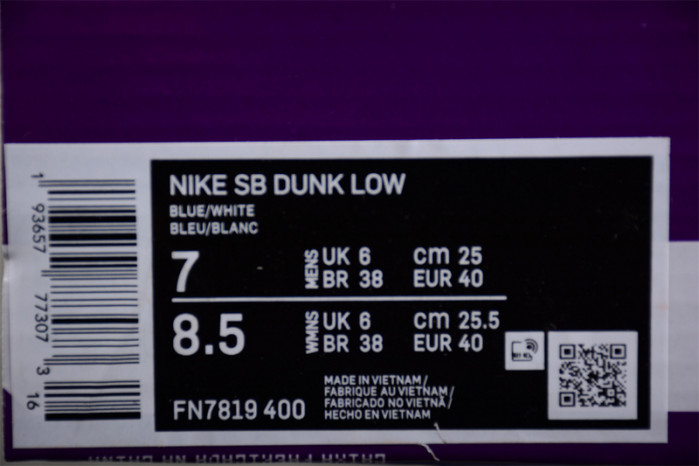 NIKE SB DUNK LOW
BLUE/WHITE
BLEU/BLANC
7 MENS UK 6 cm 25
BR 38 EUR 40
8.5 WMNS UK 6 cm 25.5
BR 38 EUR 40
FN7819 400
MADE IN VIETNAM/
FABRIQUE AU VIETNAM/
FABRICADO NO VIETNÃ/
HECHO EN VIETNAM
1 93657 77307 3
16